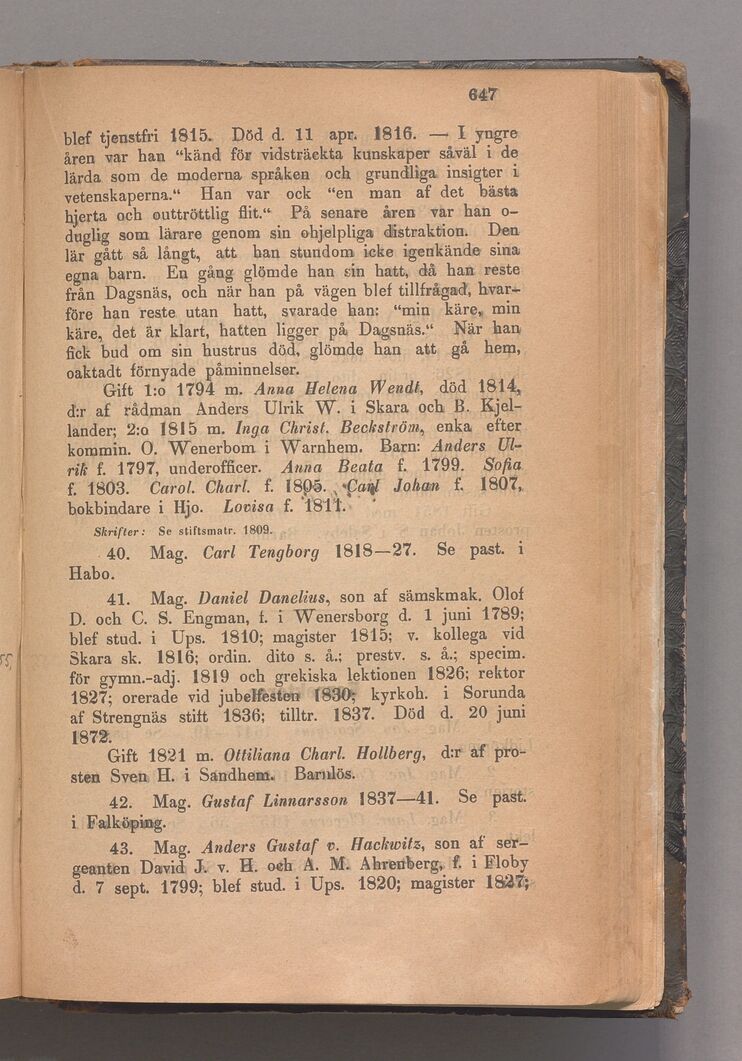 647
blef tjenstfri 1815. Död d. 11 apr. 1816. — I yngre
åren var han “känd för vidsträckta kunskaper såväl i de
lärda som de moderna språken och grundliga insigter i
vetenskaperna.“ Han var ock “en man af det bästa
hjerta och outtröttlig flit.“ På senare åren var han o-
duglig som lärare genom sin ohjelpliga distraktion. Den
lär gått så långt, att han stundom icke igenkände sina
egna barn. En gång glömde han sin hatt, då han reste
från Dagsnäs, och när han på vägen blef tillfrågad, hvar-
före han reste utan hatt, svarade han: “min käre, min
käre, det är klart, hatten ligger på Dagsnäs.“ När han
fick bud om sin hustrus död, glömde han att gå hem,
oaktadt förnyade påminnelser.
Gift 1:o 1794 m. Anna Helena Wendt, död 1814,
d:r af rådman Anders Ulrik W. i Skara och B. Kjel-
lander; 2:o 1815 m. Inga Christ. Beckström, enka efter
kommin. O. Wenerbom i Warnhem. Barn: Anders Ul-
rik f. 1797, underofficer. Anna Beata f. 1799. Sofia
f. 1803. Carol. Charl. f. 1805. Carl Johan f. 1807,
bokbindare i Hjo. Lovisa f. 1811.
Skrifter: Se stiftsmatr. 1809.
40. Mag. Carl Tengborg 1818—27. Se past. i
Habo.
41. Mag. Daniel Danelius, son af sämskmak. Olof
D. och C. S. Engman, f. i Wenersborg d. 1 juni 1789;
blef stud. i Ups. 1810; magister 1815; v. kollega vid
Skara sk. 1816; ordin. dito s. å.; prestv. s. å.; specim.
för gymn.-adj. 1819 och grekiska lektionen 1826; rektor
1827; orerade vid jubelfesten 1830; kyrkoh. i Sorunda
af Strengnäs stift 1836; tilltr. 1837. Död d. 20 juni
1872.
Gift 1821 m. Ottiliana Charl. Hollberg, d:r af pro-
sten Sven H. i Sandhem. Barnlös.
42. Mag. Gustaf Linnarsson 1837—41. Se past.
i Falköping.
43. Mag. Anders Gustaf v. Hackwitz, son af ser-
geanten David J. v. H. och A. M. Ahrenberg, f. i Floby
d. 7 sept. 1799; blef stud. i Ups. 1820; magister 1827;